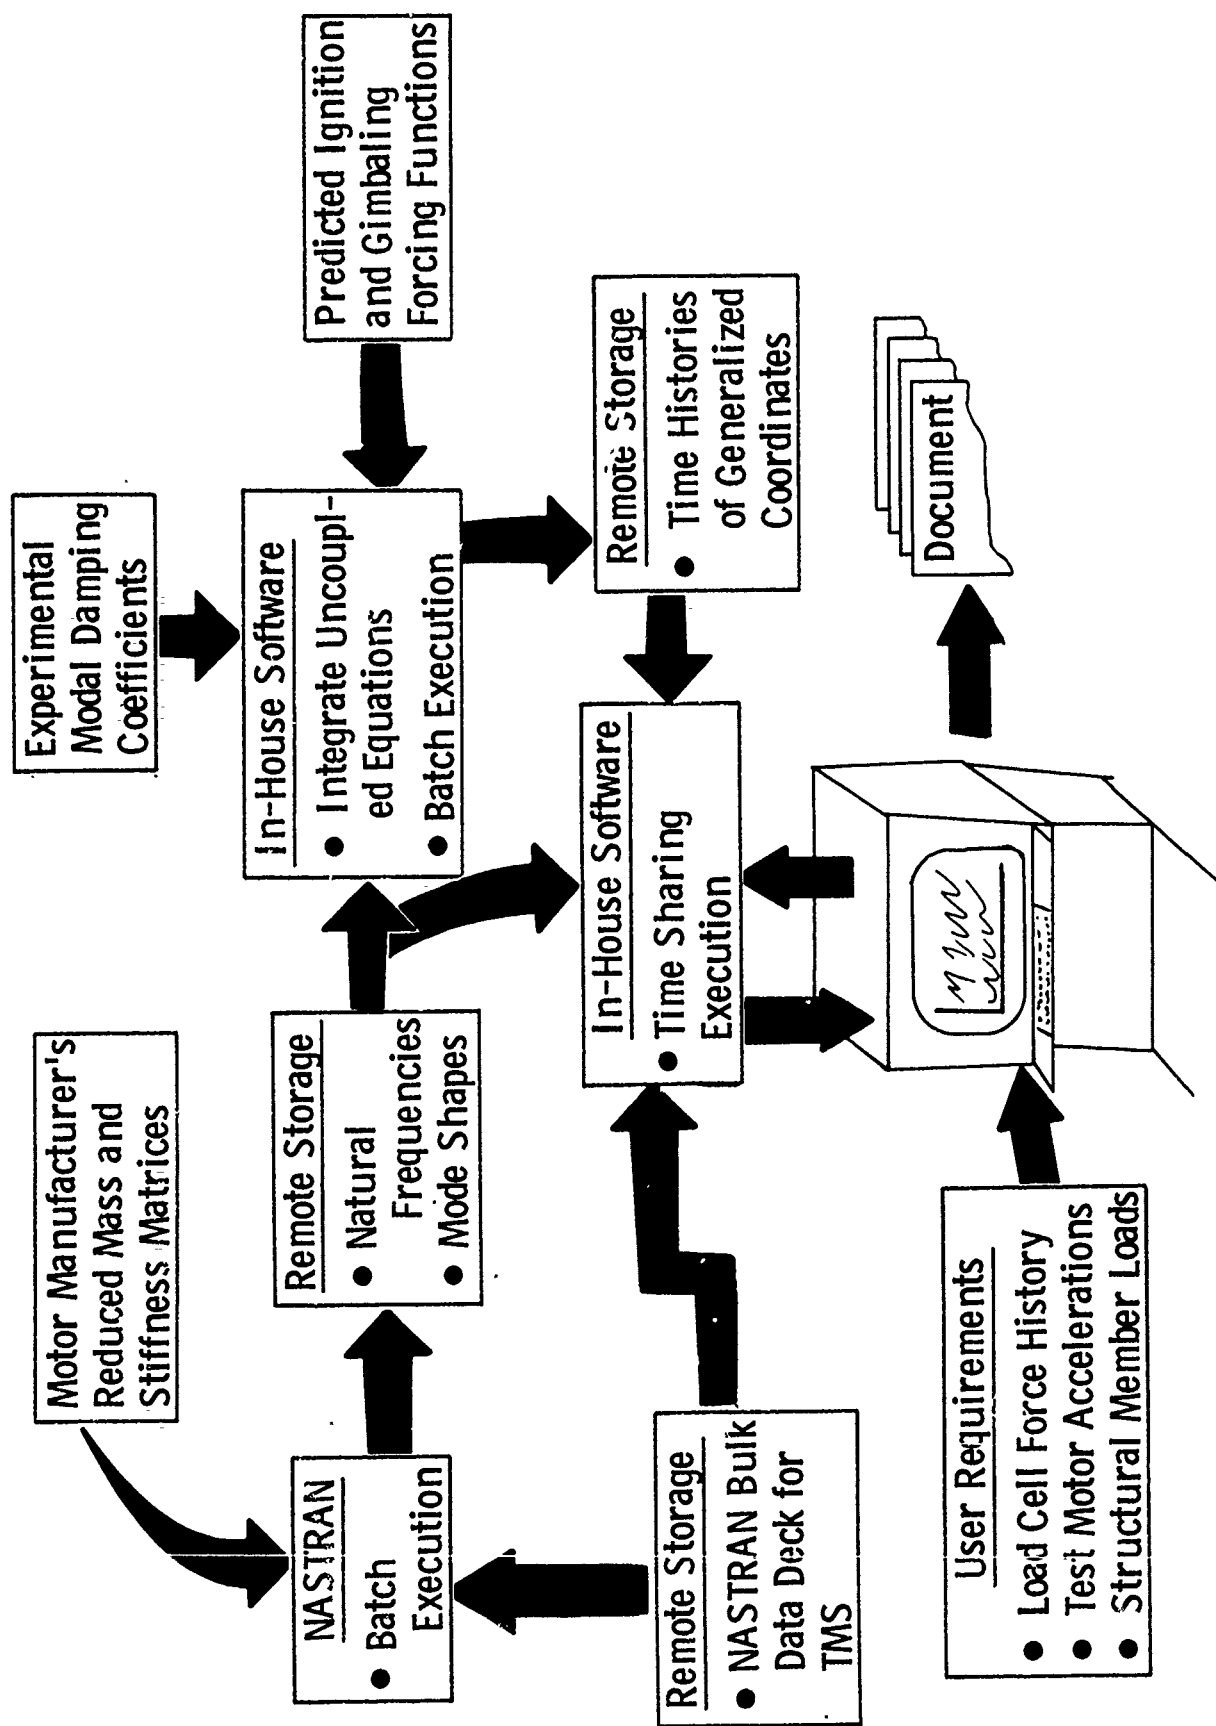 Motor Manufacturer's
Reduced Mass and
Stiffness Matrices
Experimental
Modal Damping
Coefficients
NASTRAN
● Batch
Execution
Remote Storage
● Natural
Frequencies
● Mode Shapes
In-House Software
● Integrate Uncoupl-
ed Equations
● Batch Execution
Predicted Ignition
and Gimbaling
Forcing Functions
Remote Storage
● NASTRAN Bulk
Data Deck for
TMS
In-House Software
● Time Sharing
Execution
Remote Storage
● Time Histories
of Generalized
Coordinates
User Requirements
● Load Cell Force History
● Test Motor Accelerations
● Structural Member Loads
Document